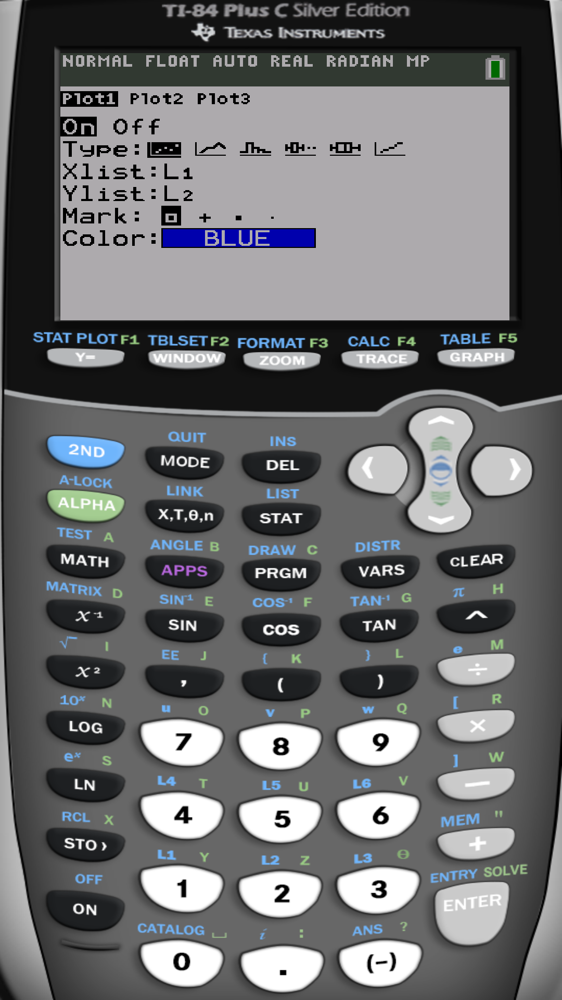 TI-84 Plus C Silver Edition
TEXAS INSTRUMENTS
NORMAL FLOAT AUTO REAL RADIAN MP
Plot1 Plot2 Plot3
On Off
Type:
Xlist:L1
Ylist:L2
Mark: + ▪ ·
Color: BLUE
STAT PLOT F1 TBLSET F2 FORMAT F3 CALC F4 TABLE F5
Y= WINDOW ZOOM TRACE GRAPH
QUIT INS
2ND MODE DEL
A-LOCK LINK LIST
ALPHA X,T,θ,n STAT
TEST A ANGLE B DRAW C DISTR
MATH APPS PRGM VARS CLEAR
MATRIX D SIN⁻¹ E COS⁻¹ F TAN⁻¹ G π H
x⁻¹ SIN COS TAN ^
√‾ I EE J { K } L e M
x² , ( ) ÷
10ˣ N u O v P w Q [ R
LOG 7 8 9 ×
eˣ S L4 T L5 U L6 V ] W
LN 4 5 6 —
RCL X L1 Y L2 Z L3 θ MEM "
STO › 1 2 3 +
OFF ENTRY SOLVE
ON ENTER
CATALOG ⎵ i : ANS ?
0 . (−)